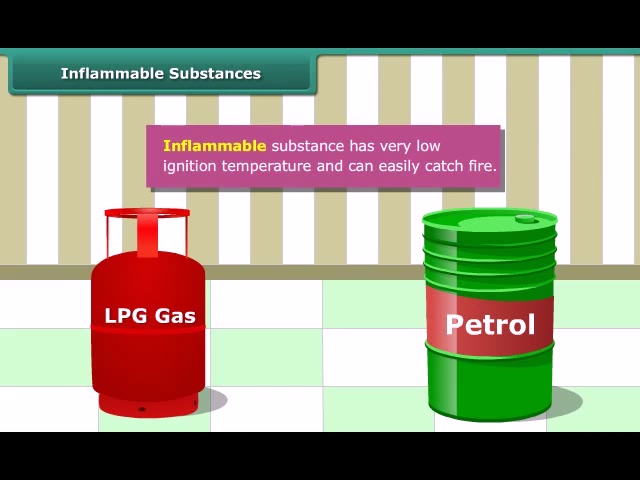 Inflammable Substances
Inflammable substance has very low
ignition temperature and can easily catch fire.
LPG Gas
Petrol